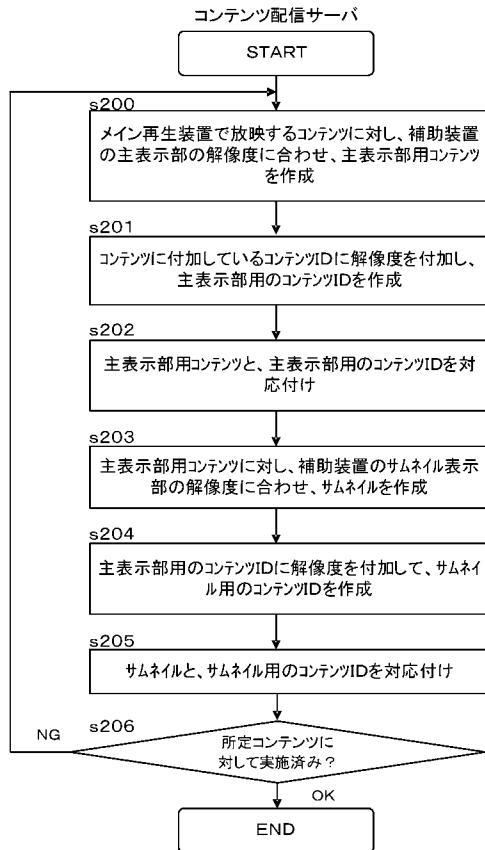 コンテンツ配信サーバ
START
s200
メイン再生装置で放映するｺﾝﾃﾝﾂに対し、補助装置
の主表示部の解像度に合わせ、主表示部用ｺﾝﾃﾝﾂ
を作成
s201
ｺﾝﾃﾝﾂに付加しているｺﾝﾃﾝﾂIDに解像度を付加し、
主表示部用のｺﾝﾃﾝﾂIDを作成
s202
主表示部用ｺﾝﾃﾝﾂと、主表示部用のｺﾝﾃﾝﾂIDを対
応付け
s203
主表示部用ｺﾝﾃﾝﾂに対し、補助装置のｻﾑﾈｲﾙ表示
部の解像度に合わせ、ｻﾑﾈｲﾙを作成
s204
主表示部用のｺﾝﾃﾝﾂIDに解像度を付加して、ｻﾑﾈｲ
ﾙ用のｺﾝﾃﾝﾂIDを作成
s205
ｻﾑﾈｲﾙと、ｻﾑﾈｲﾙ用のｺﾝﾃﾝﾂIDを対応付け
s206
NG
所定ｺﾝﾃﾝﾂに
対して実施済み？
OK
END